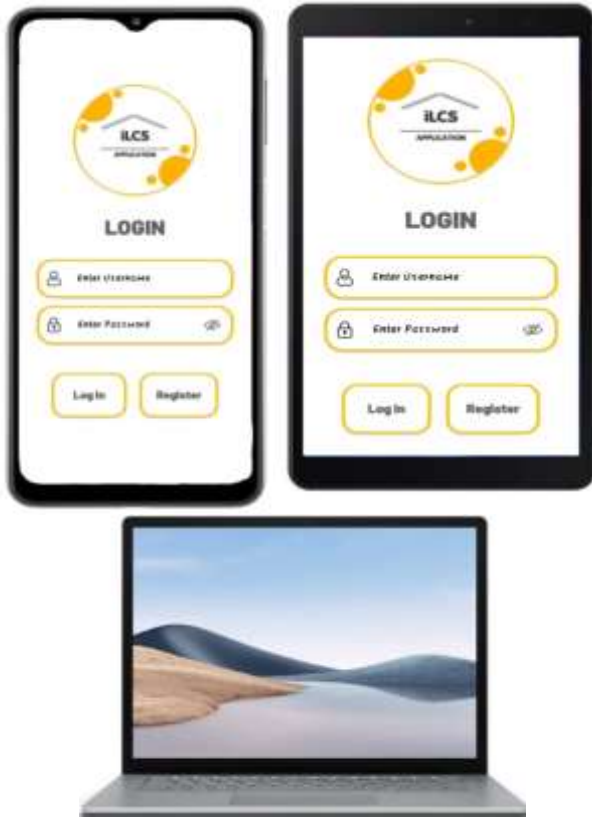 iLCS
APPLICATION
LOGIN
Enter Username
Enter Password
Log In
Register
iLCS
APPLICATION
LOGIN
Enter Username
Enter Password
Log In
Register